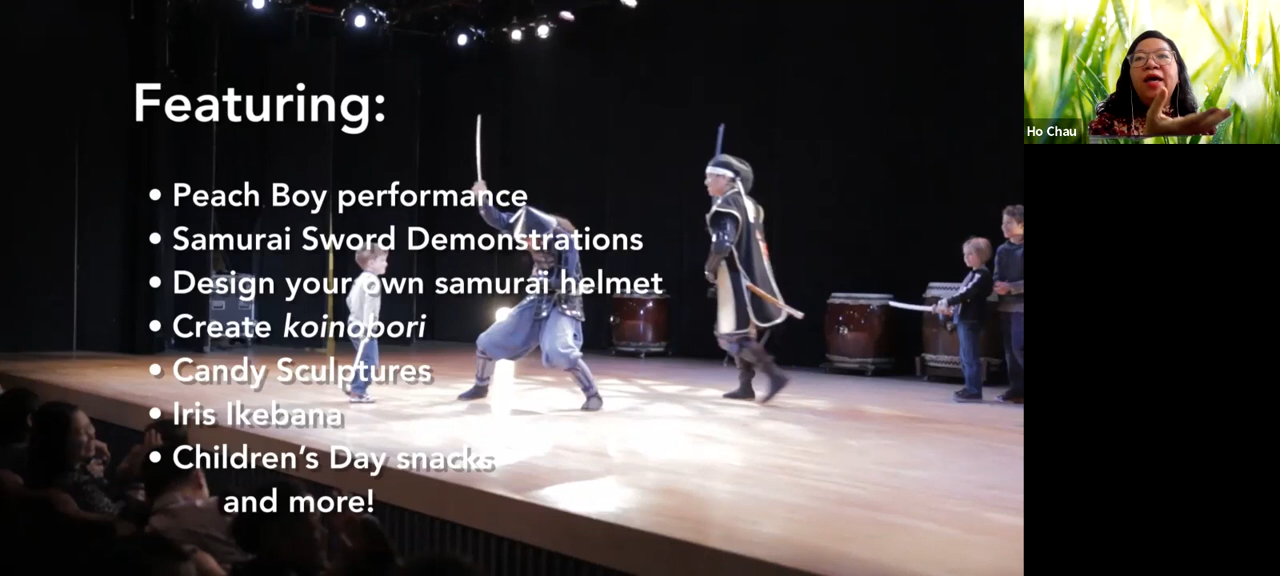 Featuring:
• Peach Boy performance
• Samurai Sword Demonstrations
• Design your own samurai helmet
• Create koinobori
• Candy Sculptures
• Iris Ikebana
• Children's Day snacks
and more!
Ho Chau